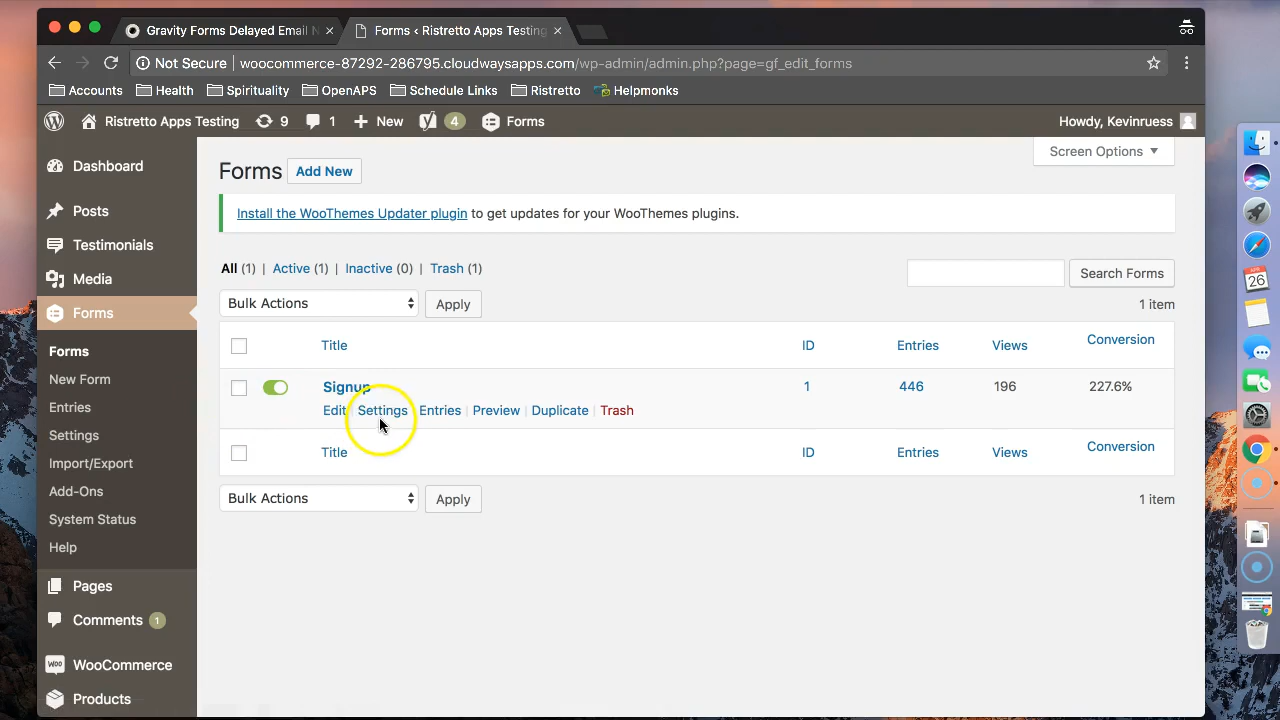 Gravity Forms Delayed Email N
Forms ‹ Ristretto Apps Testing
Not Secure woocommerce-87292-286795.cloudwaysapps.com/wp-admin/admin.php?page=gf_edit_forms
Accounts Health Spirituality OpenAPS Schedule Links Ristretto Helpmonks
Ristretto Apps Testing 9 1 New 4 Forms Howdy, Kevinruess
Dashboard
Posts
Testimonials
Media
Forms
Forms
New Form
Entries
Settings
Import/Export
Add-Ons
System Status
Help
Pages
Comments 1
WOO WooCommerce
Products
Screen Options
Forms Add New
Install the WooThemes Updater plugin to get updates for your WooThemes plugins.
All (1) | Active (1) | Inactive (0) | Trash (1)
Search Forms
Bulk Actions Apply 1 item
Title ID Entries Views Conversion
Signup 1 446 196 227.6%
Edit | Settings | Entries | Preview | Duplicate | Trash
Title ID Entries Views Conversion
Bulk Actions Apply 1 item
APR
26